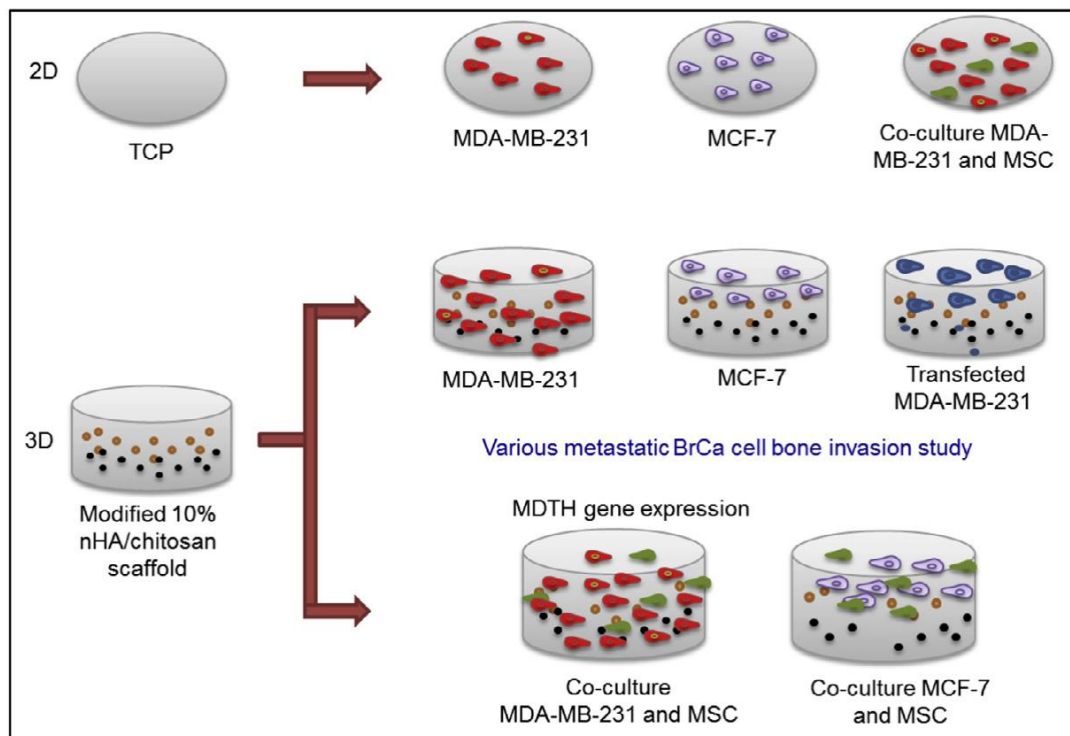 2D
TCP
MDA-MB-231
MCF-7
Co-culture MDA-
MB-231 and MSC
3D
Modified 10%
nHA/chitosan
scaffold
MDA-MB-231
MCF-7
Transfected
MDA-MB-231
Various metastatic BrCa cell bone invasion study
MDTH gene expression
Co-culture
MDA-MB-231 and MSC
Co-culture MCF-7
and MSC